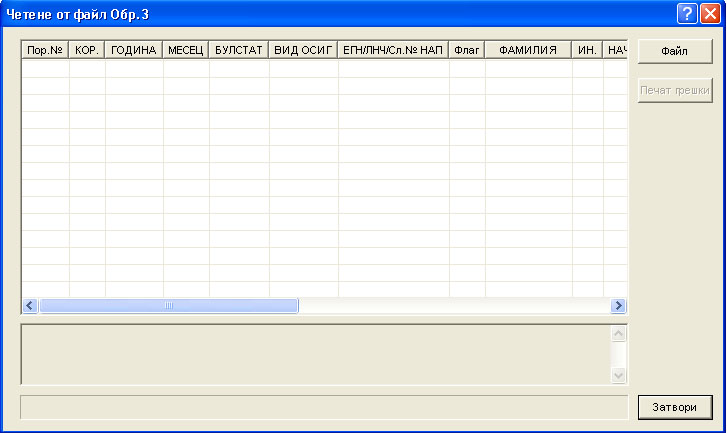 Четене от файл Обр. 3
Пор.№ КОР. ГОДИНА МЕСЕЦ БУЛСТАТ ВИД ОСИГ ЕГН/ЛНЧ/Сл.№ НАП Флаг ФАМИЛИЯ ИН. НАЧ
Файл
Печат грешки
Затвори